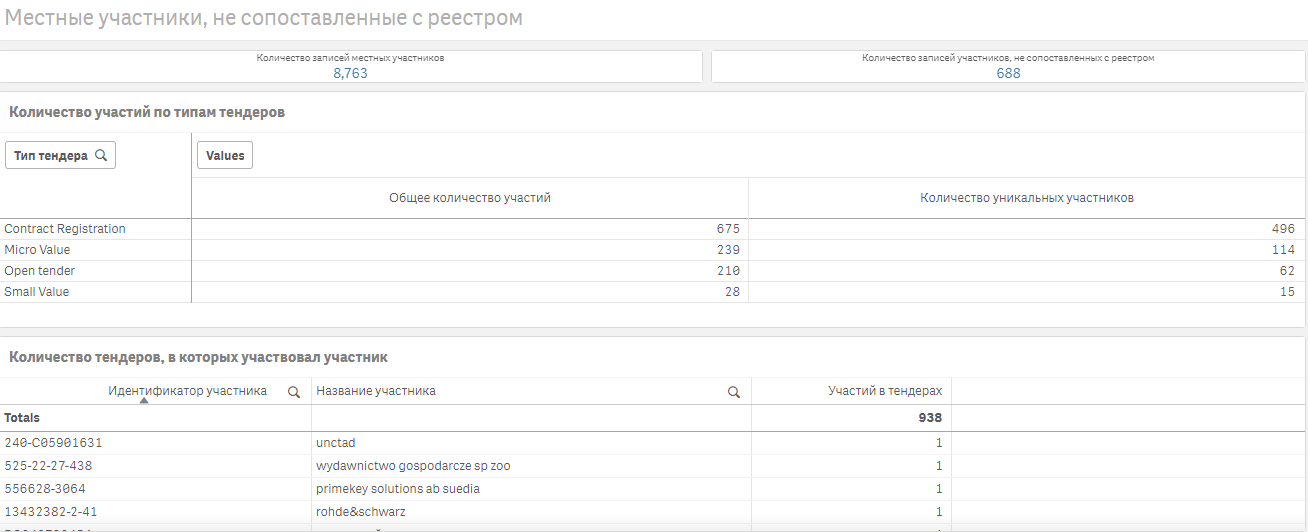 Местные участники, не сопоставленные с реестром
Количество записей местных участников
8,763
Количество записей участников, не сопоставленных с реестром
688
Количество участий по типам тендеров
Тип тендера
Values
Общее количество участий Количество уникальных участников
Contract Registration 675 496
Micro Value 239 114
Open tender 210 62
Small Value 28 15
Количество тендеров, в которых участвовал участник
Идентификатор участника Название участника Участий в тендерах
Totals 938
240-C05901631 unctad 1
525-22-27-438 wydawnictwo gospodarcze sp zoo 1
556628-3064 primekey solutions ab suedia 1
13432382-2-41 rohde&schwarz 1